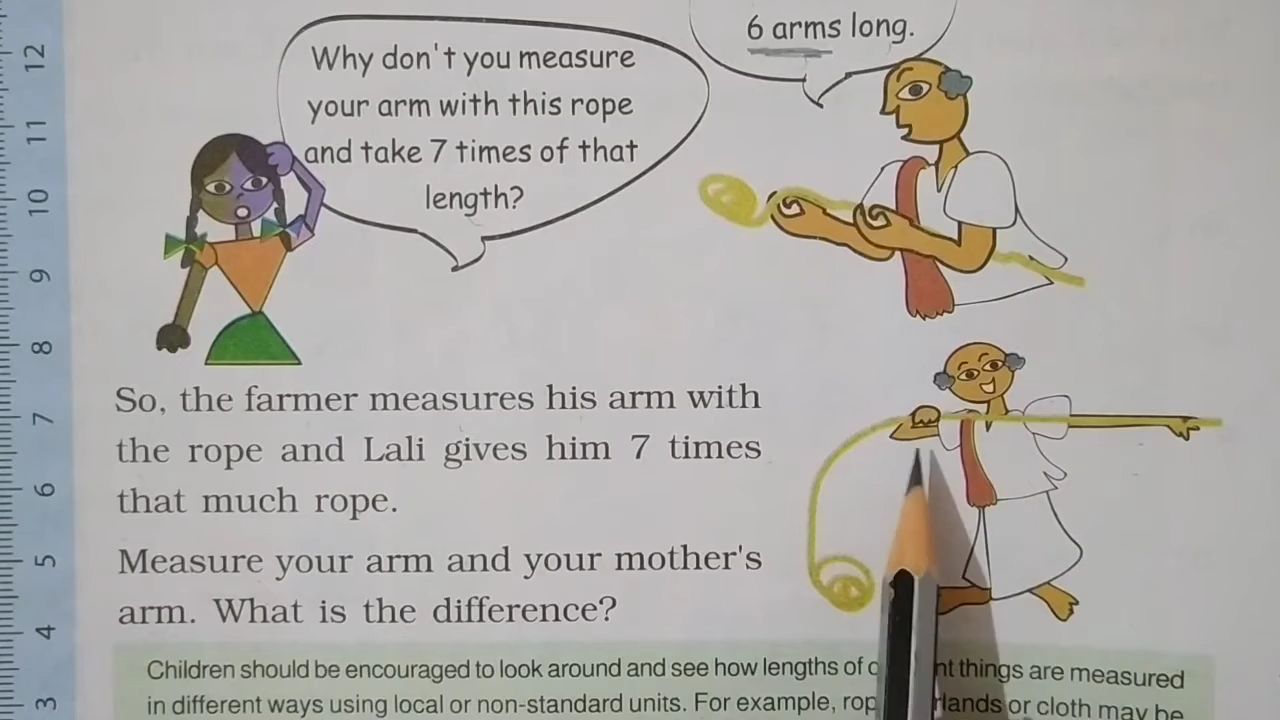 6 arms long.
Why don't you measure
your arm with this rope
and take 7 times of that
length?
So, the farmer measures his arm with
the rope and Lali gives him 7 times
that much rope.
Measure your arm and your mother's
arm. What is the difference?
Children should be encouraged to look around and see how lengths of things are measured
in different ways using local or non-standard units. For example, or cloth may be
12
11
10
9
8
7
6
5
4
3